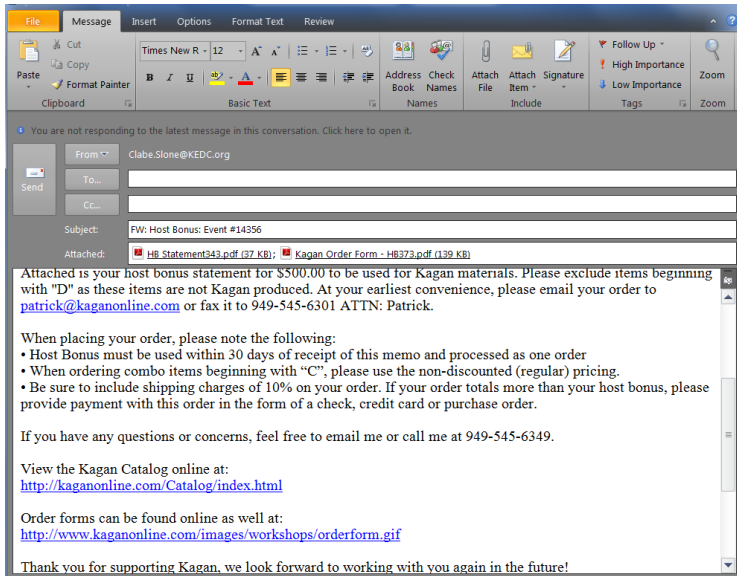 File Message Insert Options Format Text Review
Paste
Cut
Copy
Format Painter
Clipboard
Times New R 12
B I U
Basic Text
Address Book
Check Names
Names
Attach File
Attach Item
Signature
Include
Follow Up
High Importance
Low Importance
Tags
Zoom
Zoom
You are not responding to the latest message in this conversation. Click here to open it.
Send
From Clabe.Slone@KEDC.org
To...
Cc...
Subject: FW: Host Bonus: Event #14356
Attached: HB Statement343.pdf (37 KB); Kagan Order Form - HB373.pdf (139 KB)
Attached is your host bonus statement for $500.00 to be used for Kagan materials. Please exclude items beginning
with "D" as these items are not Kagan produced. At your earliest convenience, please email your order to
patrick@kaganonline.com or fax it to 949-545-6301 ATTN: Patrick.
When placing your order, please note the following:
• Host Bonus must be used within 30 days of receipt of this memo and processed as one order
• When ordering combo items beginning with “C”, please use the non-discounted (regular) pricing.
• Be sure to include shipping charges of 10% on your order. If your order totals more than your host bonus, please
provide payment with this order in the form of a check, credit card or purchase order.
If you have any questions or concerns, feel free to email me or call me at 949-545-6349.
View the Kagan Catalog online at:
http://kaganonline.com/Catalog/index.html
Order forms can be found online as well at:
http://www.kaganonline.com/images/workshops/orderform.gif
Thank you for supporting Kagan, we look forward to working with you again in the future!